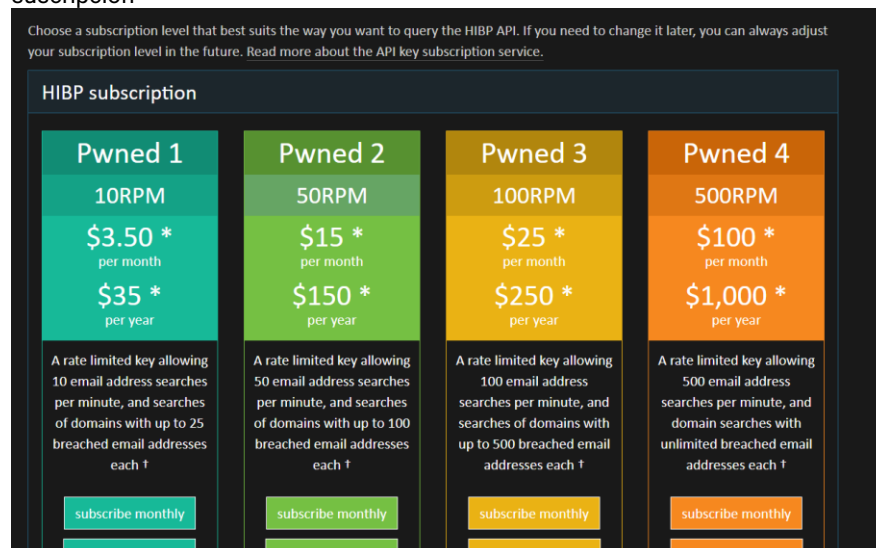 suscripción
Choose a subscription level that best suits the way you want to query the HIBP API. If you need to change it later, you can always adjust
your subscription level in the future. Read more about the API key subscription service.
HIBP subscription
Pwned 1
10RPM
$3.50 *
per month
$35 *
per year
A rate limited key allowing
10 email address searches
per minute, and searches
of domains with up to 25
breached email addresses
each †
subscribe monthly
Pwned 2
50RPM
$15 *
per month
$150 *
per year
A rate limited key allowing
50 email address searches
per minute, and searches
of domains with up to 100
breached email addresses
each †
subscribe monthly
Pwned 3
100RPM
$25 *
per month
$250 *
per year
A rate limited key allowing
100 email address
searches per minute, and
searches of domains with
up to 500 breached email
addresses each †
subscribe monthly
Pwned 4
500RPM
$100 *
per month
$1,000 *
per year
A rate limited key allowing
500 email address
searches per minute, and
domain searches with
unlimited breached email
addresses each †
subscribe monthly